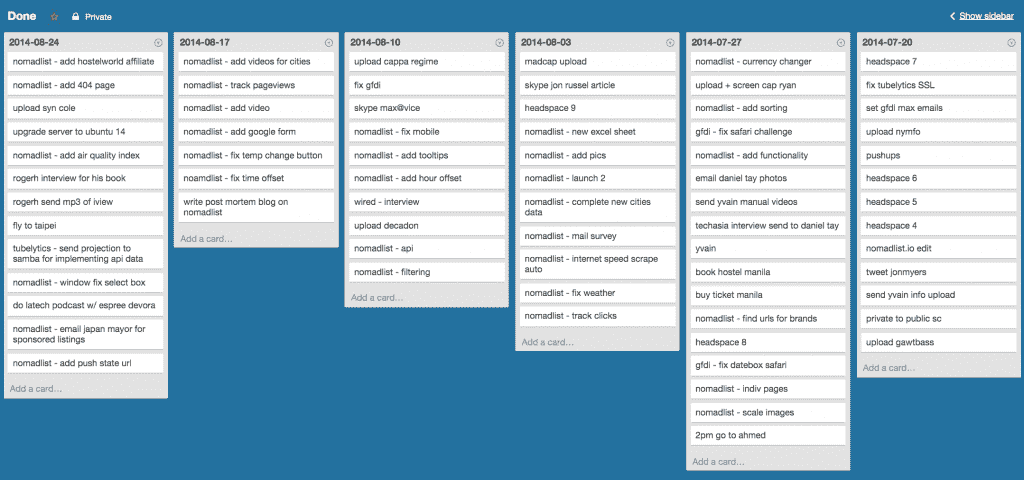 Done
Private
Show sidebar
2014-08-24
nomadlist - add hostelworld affiliate
nomadlist - add 404 page
upload syn cole
upgrade server to ubuntu 14
nomadlist - add air quality index
rogerh interview for his book
rogerh send mp3 of iview
fly to taipei
tubelytics - send projection to
samba for implementing api data
nomadlist - window fix select box
do latech podcast w/ espree devora
nomadlist - email japan mayor for
sponsored listings
nomadlist - add push state url
Add a card...
2014-08-17
nomadlist - add videos for cities
nomadlist - track pageviews
nomadlist - add video
nomadlist - add google form
nomadlist - fix temp change button
noamdlist - fix time offset
write post mortem blog on
nomadlist
Add a card...
2014-08-10
upload cappa regime
fix gfdi
skype max@vice
nomadlist - fix mobile
nomadlist - add tooltips
nomadlist - add hour offset
wired - interview
upload decadon
nomadlist - api
nomadlist - filtering
Add a card...
2014-08-03
madcap upload
skype jon russel article
headspace 9
nomadlist - new excel sheet
nomadlist - add pics
nomadlist - launch 2
nomadlist - complete new cities
data
nomadlist - mail survey
nomadlist - internet speed scrape
auto
nomadlist - fix weather
nomadlist - track clicks
Add a card...
2014-07-27
nomadlist - currency changer
upload + screen cap ryan
nomadlist - add sorting
gfdi - fix safari challenge
nomadlist - add functionality
email daniel tay photos
send yvain manual videos
techasia interview send to daniel tay
yvain
book hostel manila
buy ticket manila
nomadlist - find urls for brands
headspace 8
gfdi - fix datebox safari
nomadlist - indiv pages
nomadlist - scale images
2pm go to ahmed
Add a card...
2014-07-20
headspace 7
fix tubelytics SSL
set gfdi max emails
upload nymfo
pushups
headspace 6
headspace 5
headspace 4
nomadlist.io edit
tweet jonmyers
send yvain info upload
private to public sc
upload gawtbass
Add a card...